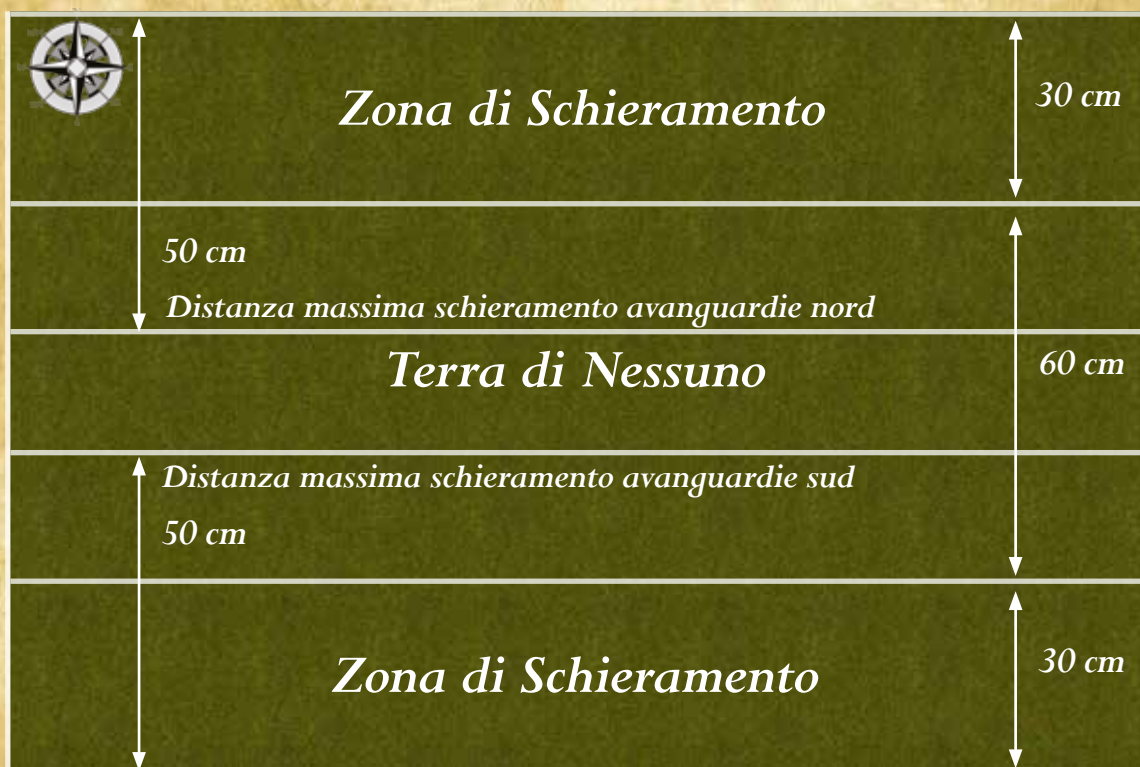 Zona di Schieramento
30 cm
50 cm
Distanza massima schieramento avanguardie nord
Terra di Nessuno
60 cm
Distanza massima schieramento avanguardie sud
50 cm
Zona di Schieramento
30 cm